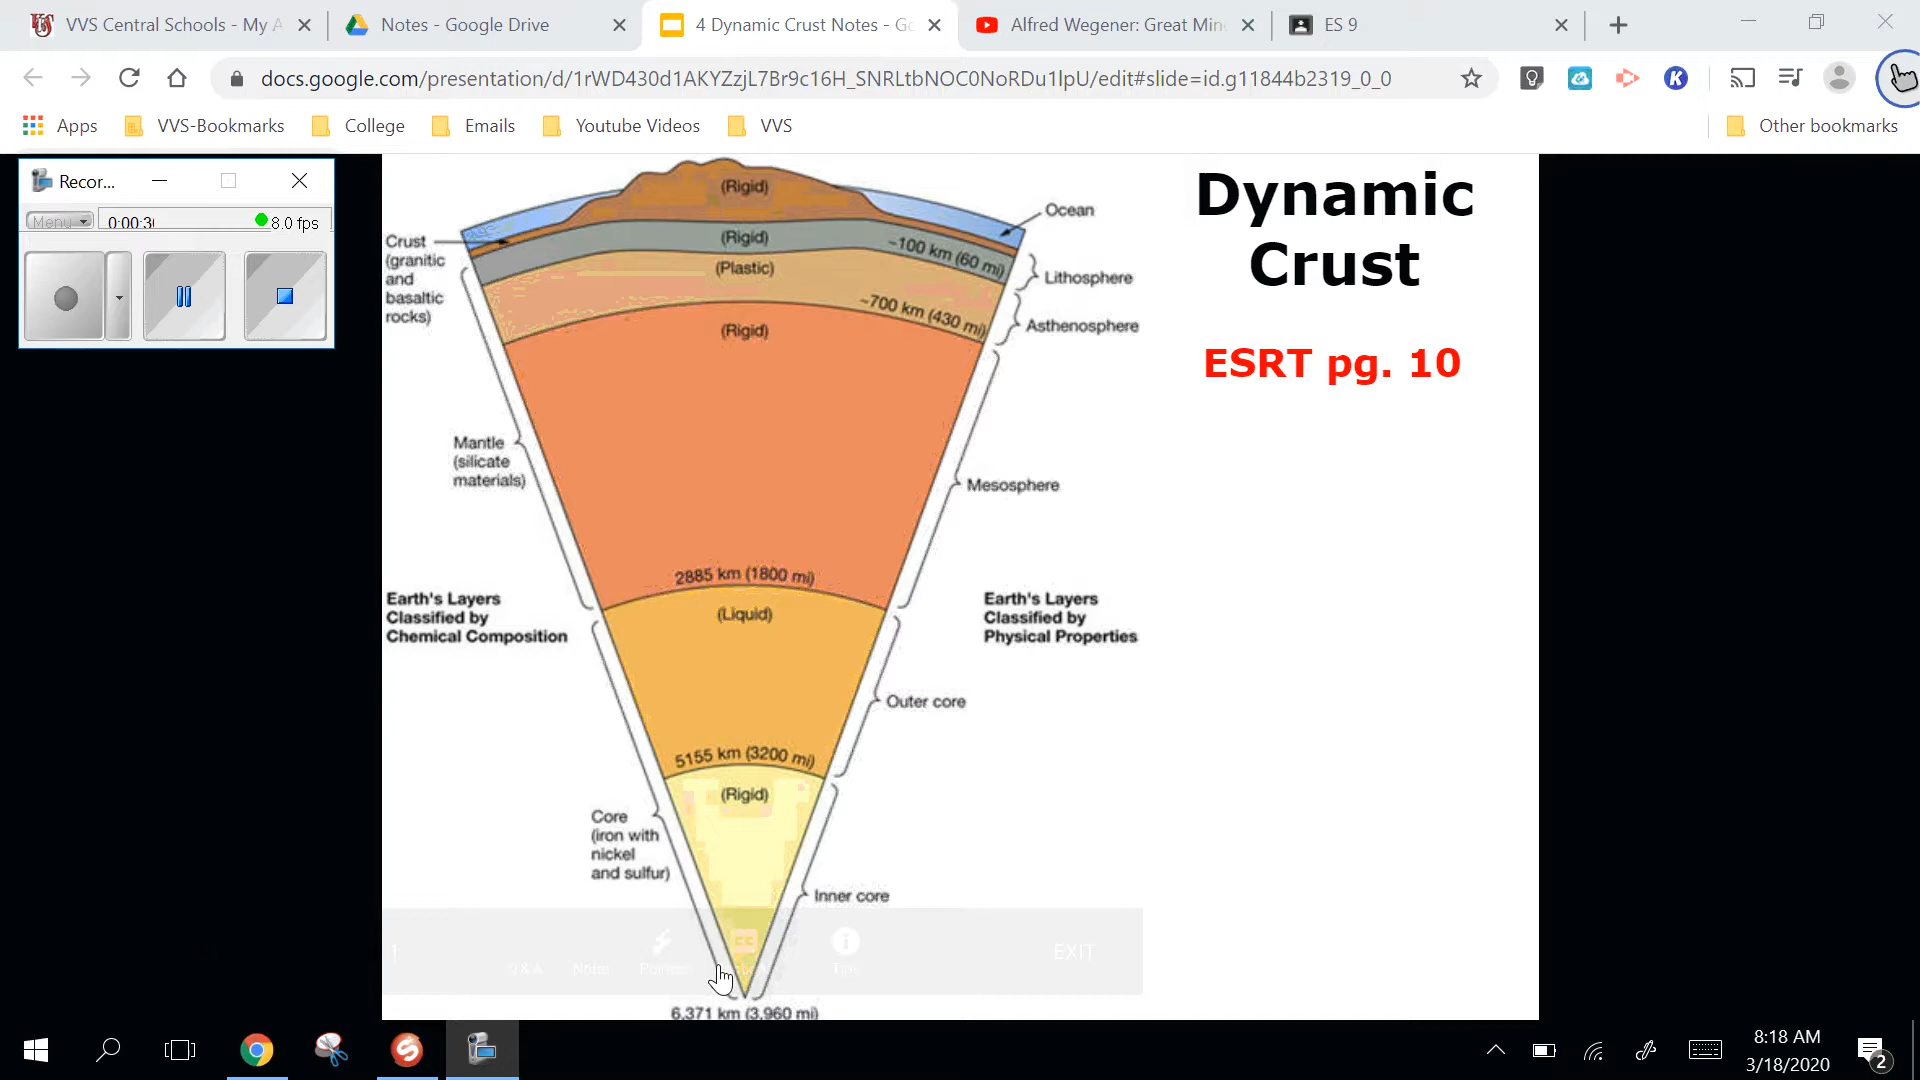 VVS Central Schools - My A
Notes - Google Drive
4 Dynamic Crust Notes - Go
Alfred Wegener: Great Min
ES 9
docs.google.com/presentation/d/1rWD430d1AKYZzjL7Br9c16H_SNRLtbNOC0NoRDu1lpU/edit#slide=id.g11844b2319_0_0
Apps
VVS-Bookmarks
College
Emails
Youtube Videos
VVS
Other bookmarks
Recor...
Menu
8.0 fps
Dynamic
Crust
ESRT pg. 10
(Rigid)
Ocean
Crust
(granitic
and
basaltic
rocks)
(Rigid)
~100 km (60 mi)
(Plastic)
Lithosphere
~700 km (430 mi)
Asthenosphere
(Rigid)
Mantle
(silicate
materials)
Mesosphere
2885 km (1800 mi)
(Liquid)
Earth's Layers
Classified by
Chemical Composition
Earth's Layers
Classified by
Physical Properties
Outer core
5155 km (3200 mi)
(Rigid)
Core
(iron with
nickel
and sulfur)
Inner core
Q&A
Notes
Tips
EXIT
6,371 km (3,960 mi)
8:18 AM
3/18/2020
2